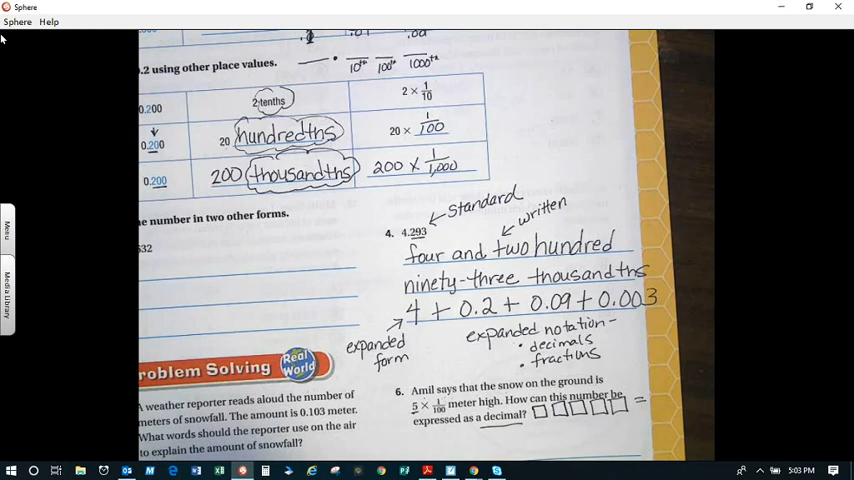 Sphere
Sphere Help
.2 using other place values.
10ths 100ths 1000ths
0.200 2 tenths 2 × 1/10
0.200 20 hundredths 20 × 1/100
0.200 200 thousandths 200 × 1/1,000
he number in two other forms.
632
4. 4.293 ← Standard
written
four and two hundred
ninety-three thousandths
4 + 0.2 + 0.09 + 0.003
expanded form
expanded notation-
• decimals
• fractions
roblem Solving Real World
A weather reporter reads aloud the number of
meters of snowfall. The amount is 0.103 meter.
What words should the reporter use on the air
to explain the amount of snowfall?
6. Amil says that the snow on the ground is
5 × 1/100 meter high. How can this number be
expressed as a decimal? □□□□□ =
Menu
Media Library
5:03 PM